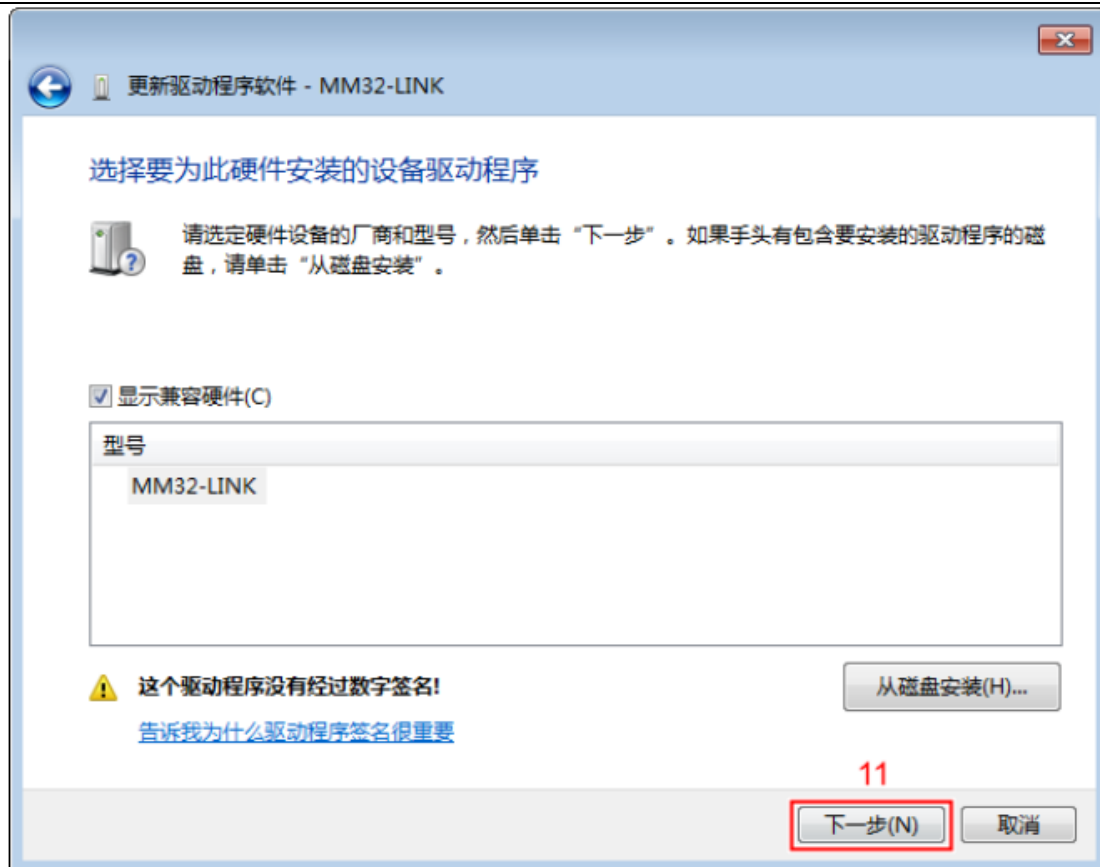 更新驱动程序软件 - MM32-LINK
选择要为此硬件安装的设备驱动程序
请选定硬件设备的厂商和型号，然后单击“下一步”。如果手头有包含要安装的驱动程序的磁
盘，请单击“从磁盘安装”。
显示兼容硬件(C)
型号
MM32-LINK
这个驱动程序没有经过数字签名!
从磁盘安装(H)...
告诉我为什么驱动程序签名很重要
11
下一步(N)
取消